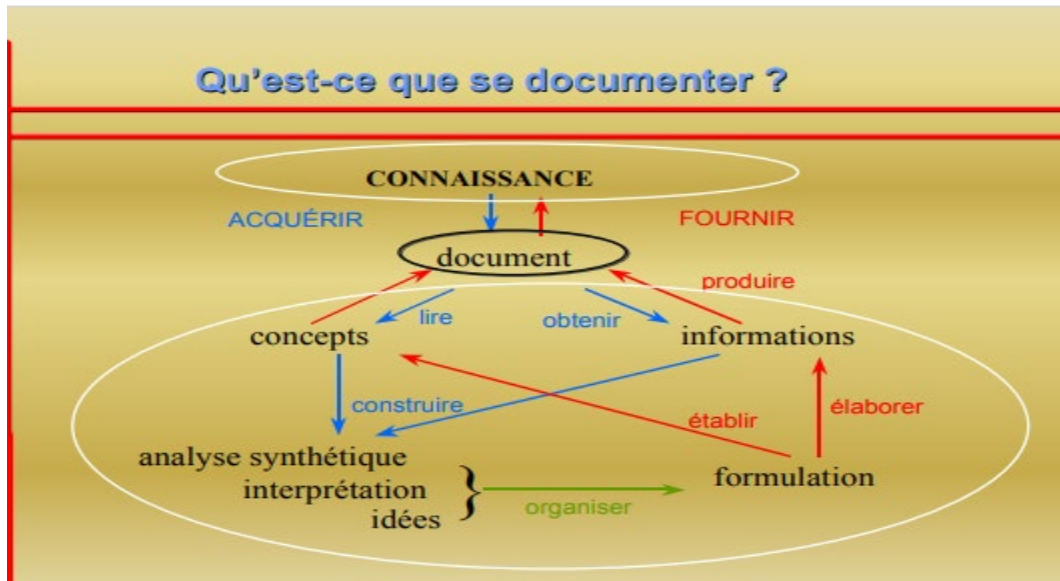 Qu'est-ce que se documenter ?
CONNAISSANCE
ACQUÉRIR
FOURNIR
document
produire
lire
obtenir
concepts
informations
construire
établir
élaborer
analyse synthétique
interprétation
idées
}
organiser
formulation